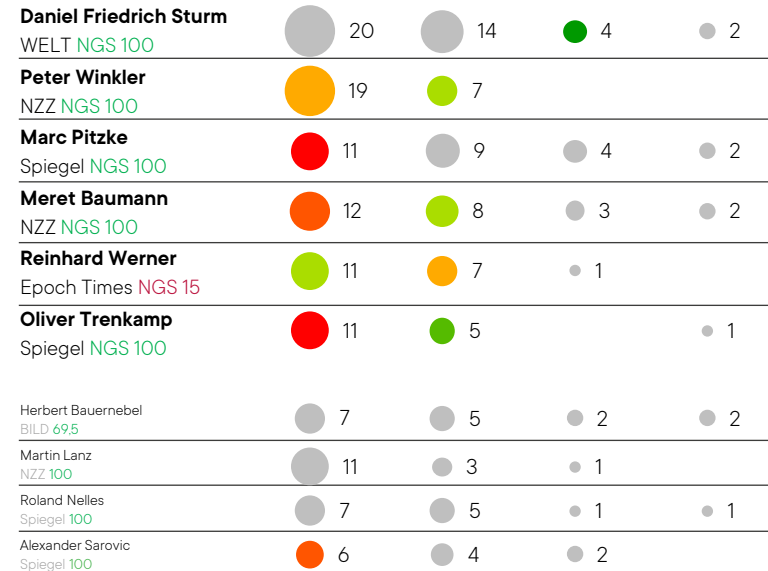 Daniel Friedrich Sturm
WELT NGS 100
20 14 4 2
Peter Winkler
NZZ NGS 100
19 7
Marc Pitzke
Spiegel NGS 100
11 9 4 2
Meret Baumann
NZZ NGS 100
12 8 3 2
Reinhard Werner
Epoch Times NGS 15
11 7 1
Oliver Trenkamp
Spiegel NGS 100
11 5 1
Herbert Bauernebel
BILD 69,5
7 5 2 2
Martin Lanz
NZZ 100
11 3 1
Roland Nelles
Spiegel 100
7 5 1 1
Alexander Sarovic
Spiegel 100
6 4 2